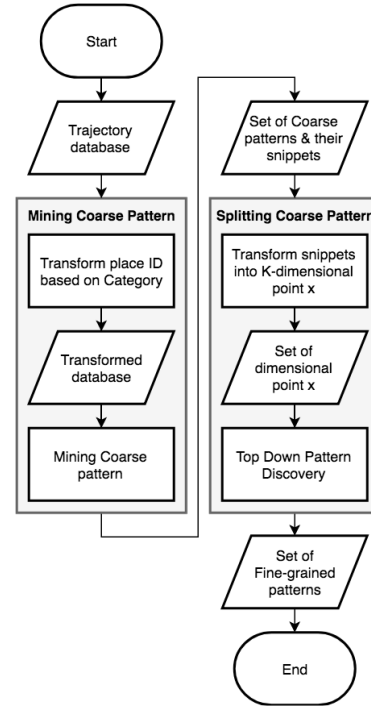 Start
Trajectory
database
Mining Coarse Pattern
Transform place ID
based on Category
Transformed
database
Mining Coarse
pattern
Set of Coarse
patterns & their
snippets
Splitting Coarse Pattern
Transform snippets
into K-dimensional
point x
Set of
dimensional
point x
Top Down Pattern
Discovery
Set of
Fine-grained
patterns
End